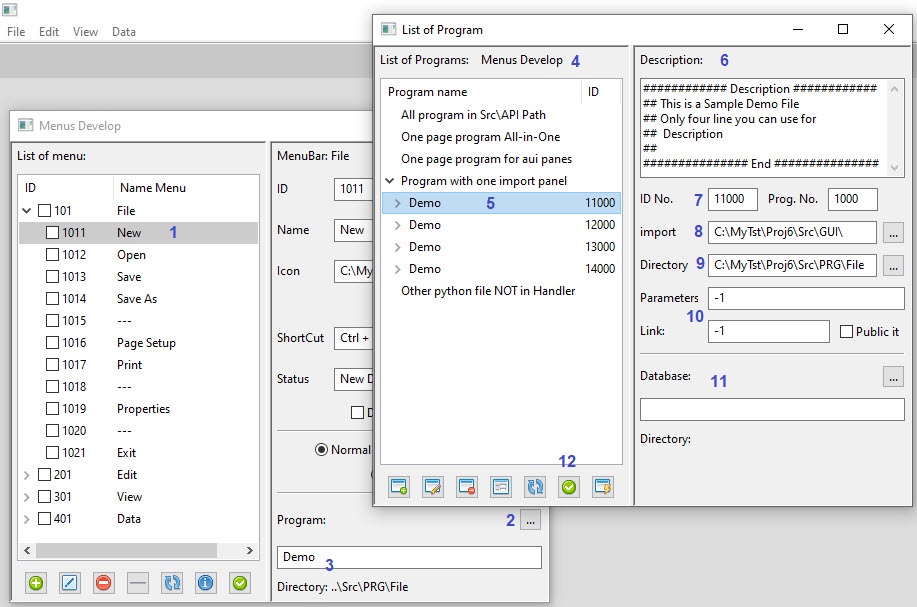 File Edit View Data
Menus Develop
List of menu:
ID Name Menu
101 File
1011 New 1
1012 Open
1013 Save
1014 Save As
1015 ---
1016 Page Setup
1017 Print
1018 ---
1019 Properties
1020 ---
1021 Exit
201 Edit
301 View
401 Data
MenuBar: File
ID 1011
Name New
Icon C:\My
ShortCut Ctrl +
Status New D
D
Normal
Program: 2 ...
Demo 3
Directory: ..\Src\PRG\File
List of Program
List of Programs: Menus Develop 4
Program name ID
All program in Src\API Path
One page program All-in-One
One page program for aui panes
Program with one import panel
Demo 5 11000
Demo 12000
Demo 13000
Demo 14000
Other python file NOT in Handler
12
Description: 6
############ Description ############
## This is a Sample Demo File
## Only four line you can use for
## Description
##
############### End ###############
ID No. 7 11000 Prog. No. 1000
import 8 C:\MyTst\Proj6\Src\GUI\ ...
Directory 9 C:\MyTst\Proj6\Src\PRG\File ...
Parameters -1
10
Link: -1 Public it
Database: 11 ...
Directory: